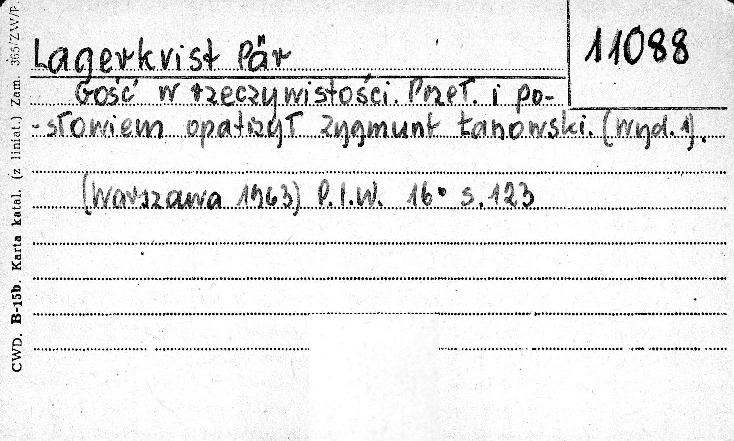 Lagerkvist Pär
11088
Gość w rzeczywistości. Przeł. i po-
-słowiem opatrzył Zygmunt Łanowski. (Wyd. 1).
(Warszawa 1963) P.I.W. 16° s. 123
CWD. B-15b. Karta katal. (z liniat.) Zam. 365/ZW/P.